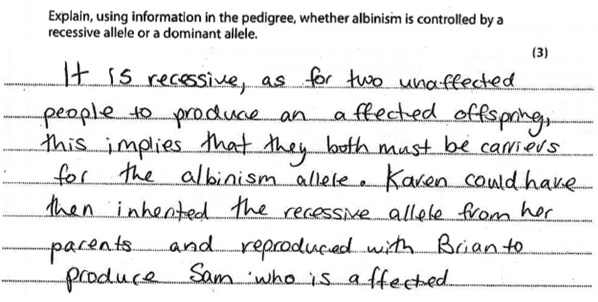 Explain, using information in the pedigree, whether albinism is controlled by a
recessive allele or a dominant allele.
(3)
It is recessive, as for two unaffected
people to produce an affected offspring,
this implies that they both must be carriers
for the albinism allele. Karen could have
then inherited the recessive allele from her
parents and reproduced with Brian to
produce Sam who is affected